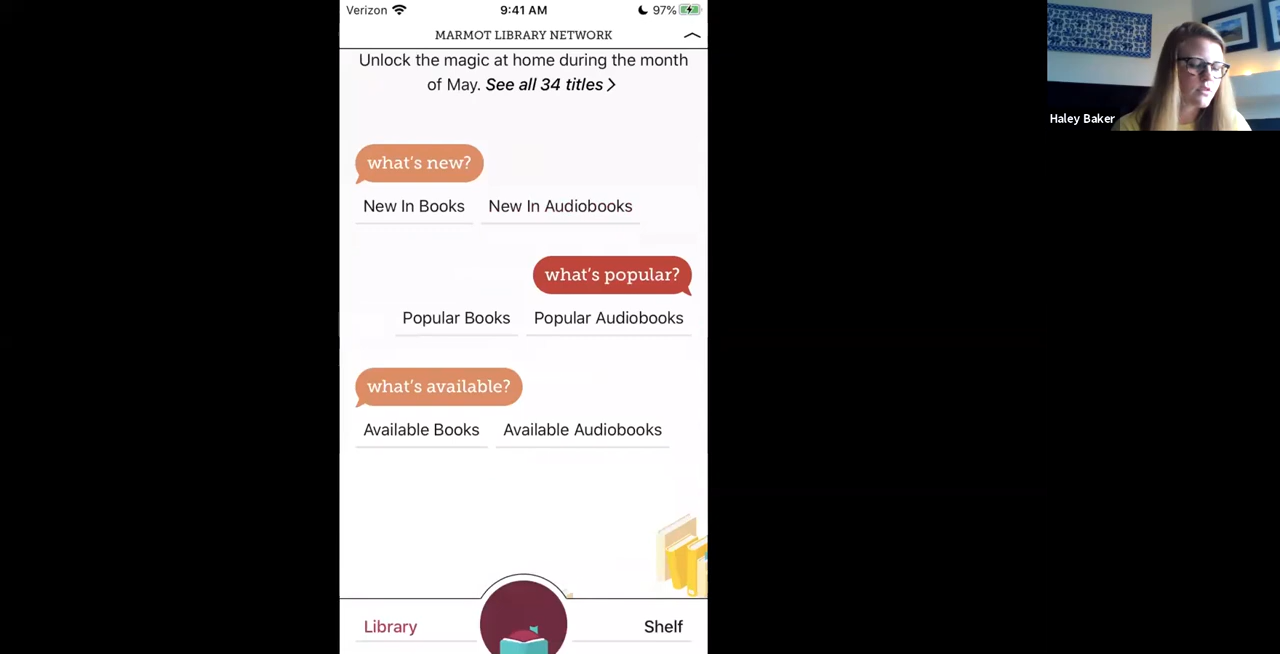 Verizon 9:41 AM 97%
MARMOT LIBRARY NETWORK
Unlock the magic at home during the month
of May. See all 34 titles >
what's new?
New In Books New In Audiobooks
what's popular?
Popular Books Popular Audiobooks
what's available?
Available Books Available Audiobooks
Library Shelf
Haley Baker